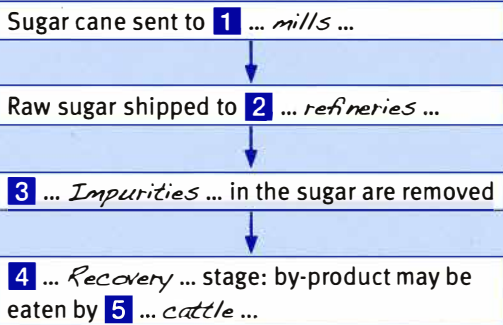 Sugar cane sent to 1 ... mills ...
Raw sugar shipped to 2 ... refineries ...
3 ... Impurities ... in the sugar are removed
4 ... Recovery ... stage: by-product may be
eaten by 5 ... cattle ...